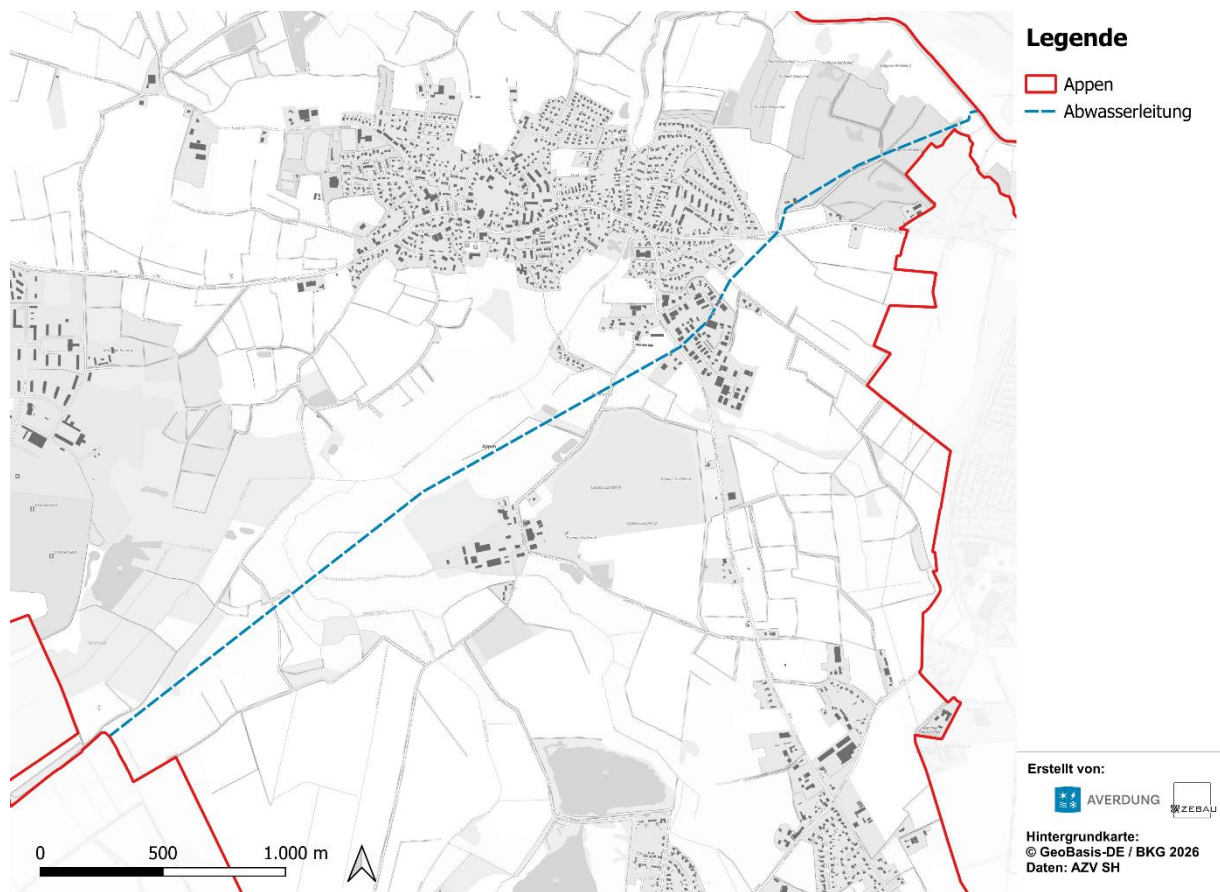 Legende
Appen
Abwasserleitung
Appen
0 500 1.000 m
Erstellt von:
AVERDUNG
ZEBAU
Hintergrundkarte:
© GeoBasis-DE / BKG 2026
Daten: AZV SH